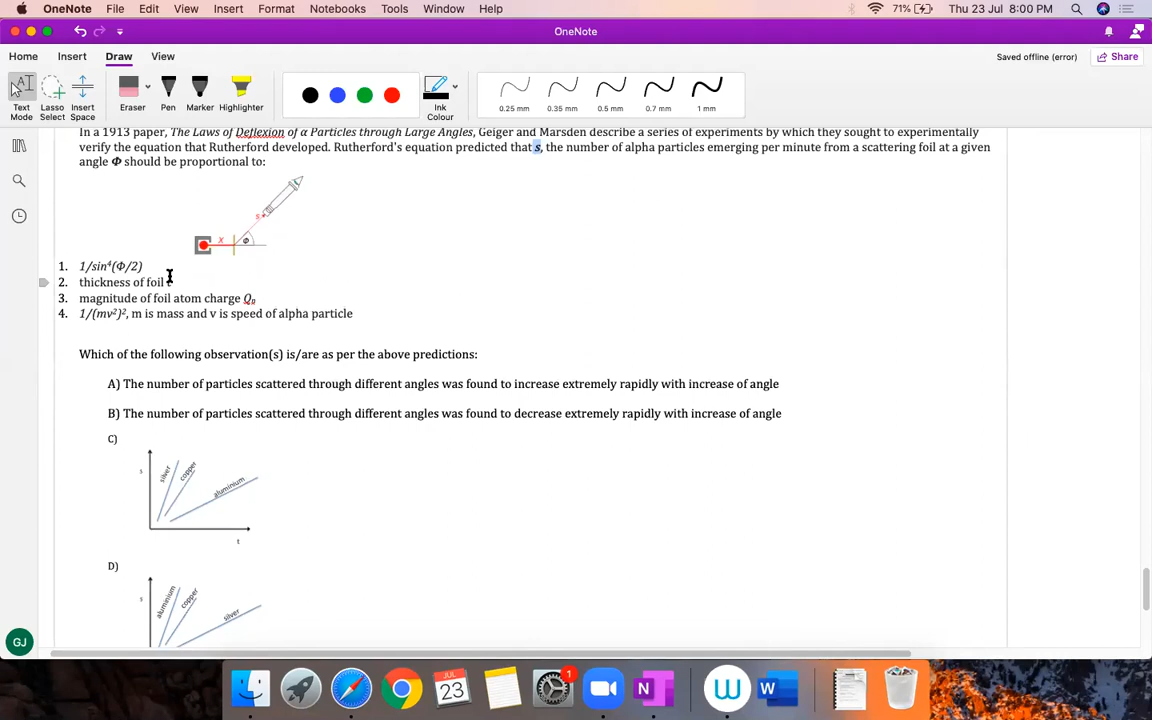 OneNote File Edit View Insert Format Notebooks Tools Window Help 71% Thu 23 Jul 8:00 PM
OneNote
Home Insert Draw View Saved offline (error) Share
Text Mode Lasso Select Insert Space Eraser Pen Marker Highlighter Ink Colour 0.25 mm 0.35 mm 0.5 mm 0.7 mm 1 mm
In a 1913 paper, The Laws of Deflexion of α Particles through Large Angles, Geiger and Marsden describe a series of experiments by which they sought to experimentally
verify the equation that Rutherford developed. Rutherford's equation predicted that s, the number of alpha particles emerging per minute from a scattering foil at a given
angle Φ should be proportional to:
s
X Φ
1. 1/sin⁴(Φ/2)
2. thickness of foil
3. magnitude of foil atom charge Qₙ
4. 1/(mv²)², m is mass and v is speed of alpha particle
Which of the following observation(s) is/are as per the above predictions:
A) The number of particles scattered through different angles was found to increase extremely rapidly with increase of angle
B) The number of particles scattered through different angles was found to decrease extremely rapidly with increase of angle
C)
s silver copper aluminium
t
D)
s aluminium copper silver
GJ
JUL 23 1 N W W